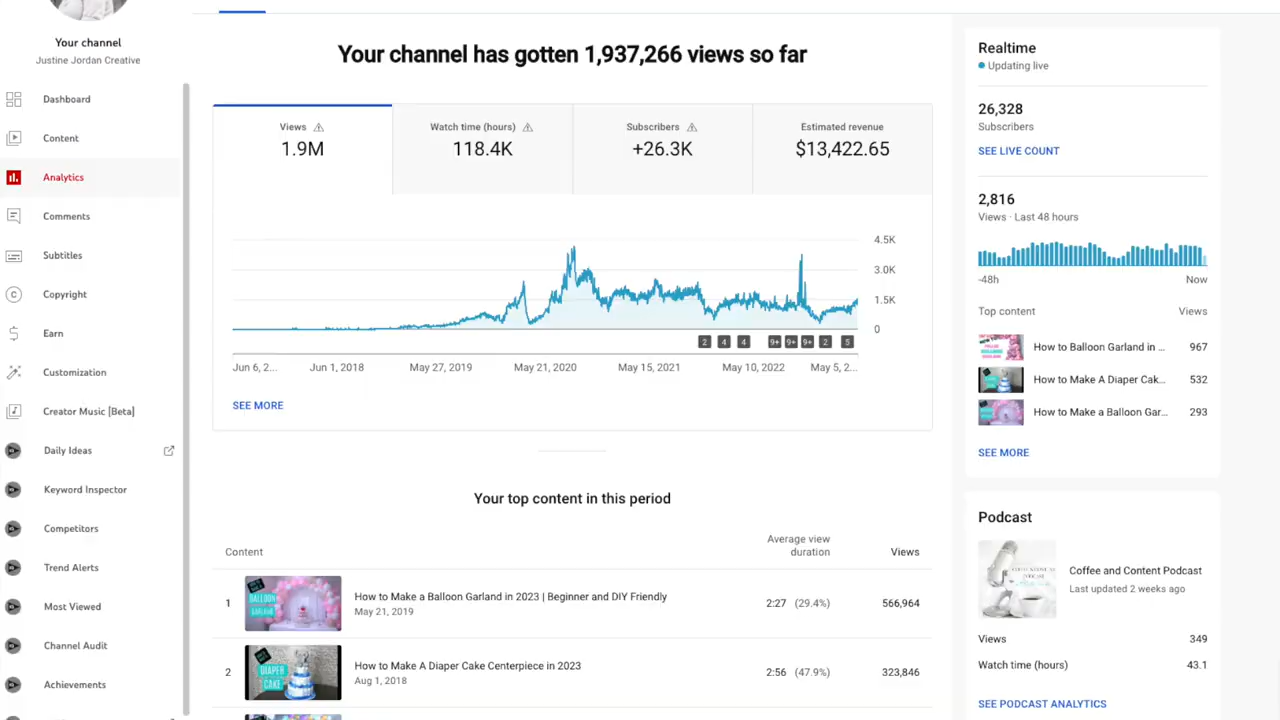 Your channel
Justine Jordan Creative
Dashboard
Content
Analytics
Comments
Subtitles
Copyright
Earn
Customization
Creator Music [Beta]
Daily Ideas
Keyword Inspector
Competitors
Trend Alerts
Most Viewed
Channel Audit
Achievements
Your channel has gotten 1,937,266 views so far
Views
1.9M
Watch time (hours)
118.4K
Subscribers
+26.3K
Estimated revenue
$13,422.65
4.5K
3.0K
1.5K
0
2 4 4 9+ 9+ 9+ 2 5
Jun 6, 2... Jun 1, 2018 May 27, 2019 May 21, 2020 May 15, 2021 May 10, 2022 May 5, 2...
SEE MORE
Your top content in this period
Content Average view duration Views
1 How to Make a Balloon Garland in 2023 | Beginner and DIY Friendly 2:27 (29.4%) 566,964
May 21, 2019
BALLOON
GARLAND
2 How to Make A Diaper Cake Centerpiece in 2023 2:56 (47.9%) 323,846
Aug 1, 2018
DIAPER
CAKE
Realtime
Updating live
26,328
Subscribers
SEE LIVE COUNT
2,816
Views · Last 48 hours
-48h Now
Top content Views
How to Balloon Garland in ... 967
How to Make A Diaper Cak... 532
How to Make a Balloon Gar... 293
SEE MORE
Podcast
Coffee and Content Podcast
Last updated 2 weeks ago
Views 349
Watch time (hours) 43.1
SEE PODCAST ANALYTICS